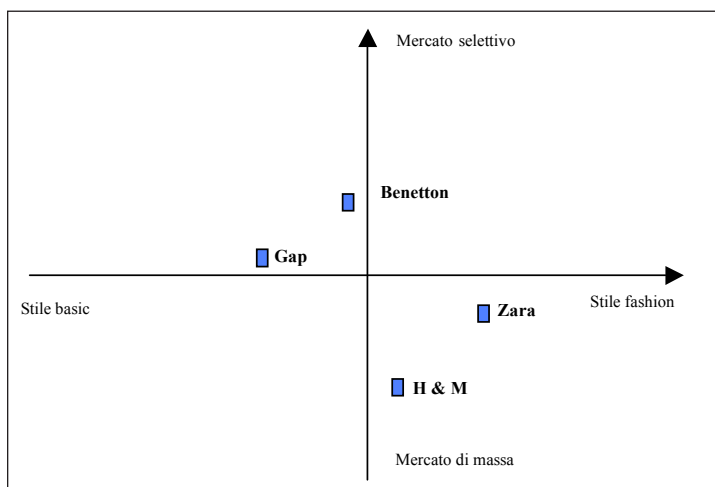 Mercato selettivo
Benetton
Gap
Stile basic
Stile fashion
Zara
H & M
Mercato di massa